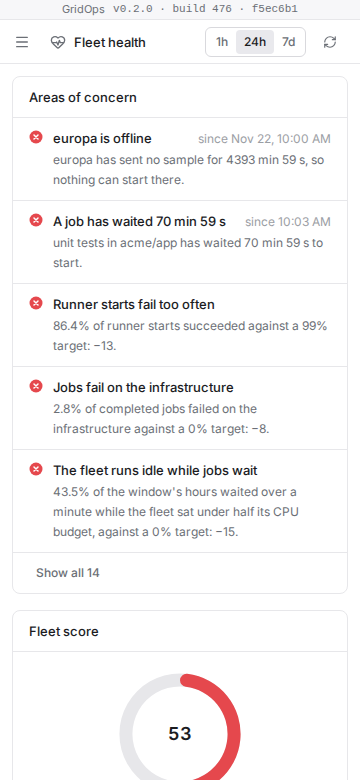 GridOps v0.2.0 · build 476 · f5ec6b1
Fleet health
1h 24h 7d
Areas of concern
europa is offline since Nov 22, 10:00 AM
europa has sent no sample for 4393 min 59 s, so
nothing can start there.
A job has waited 70 min 59 s since 10:03 AM
unit tests in acme/app has waited 70 min 59 s to
start.
Runner starts fail too often
86.4% of runner starts succeeded against a 99%
target: −13.
Jobs fail on the infrastructure
2.8% of completed jobs failed on the
infrastructure against a 0% target: −8.
The fleet runs idle while jobs wait
43.5% of the window's hours waited over a
minute while the fleet sat under half its CPU
budget, against a 0% target: −15.
Show all 14
Fleet score
53